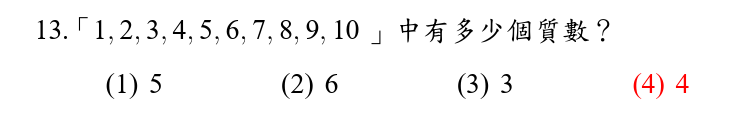 13.「1, 2, 3, 4, 5, 6, 7, 8, 9, 10 」中有多少個質數？
(1) 5 (2) 6 (3) 3 (4) 4